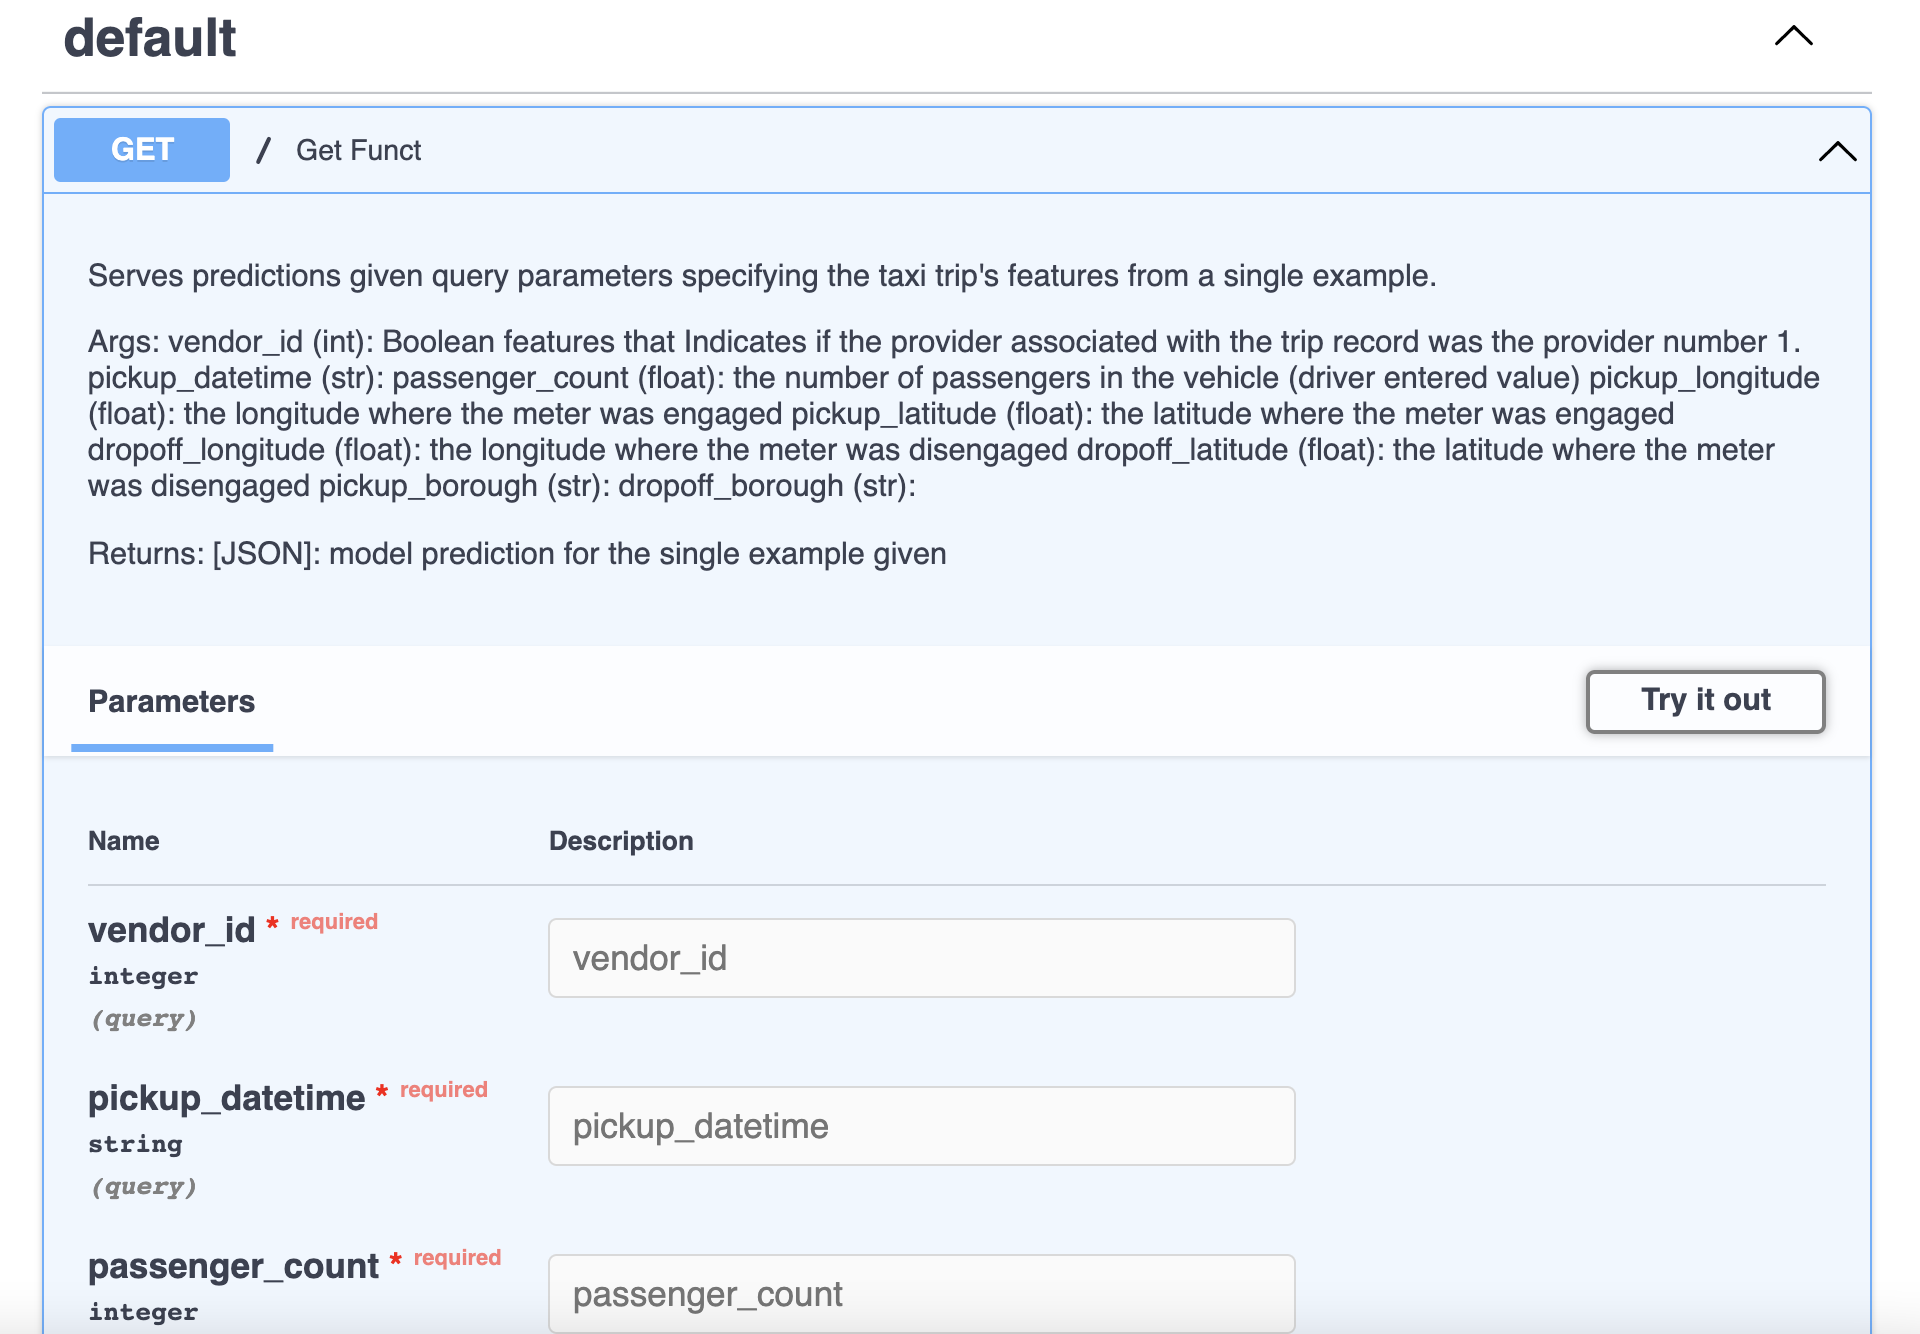 default
GET / Get Funct
Serves predictions given query parameters specifying the taxi trip's features from a single example.
Args: vendor_id (int): Boolean features that Indicates if the provider associated with the trip record was the provider number 1.
pickup_datetime (str): passenger_count (float): the number of passengers in the vehicle (driver entered value) pickup_longitude
(float): the longitude where the meter was engaged pickup_latitude (float): the latitude where the meter was engaged
dropoff_longitude (float): the longitude where the meter was disengaged dropoff_latitude (float): the latitude where the meter
was disengaged pickup_borough (str): dropoff_borough (str):
Returns: [JSON]: model prediction for the single example given
Parameters
Try it out
Name Description
vendor_id * required
integer
(query)
vendor_id
pickup_datetime * required
string
(query)
pickup_datetime
passenger_count * required
integer
passenger_count